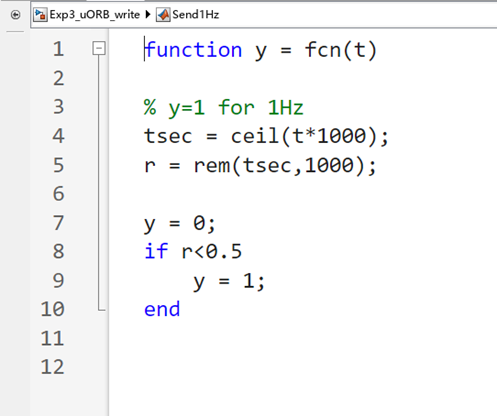 Exp3_uORB_write Send1Hz
1 function y = fcn(t)
2
3 % y=1 for 1Hz
4 tsec = ceil(t*1000);
5 r = rem(tsec,1000);
6
7 y = 0;
8 if r<0.5
9 y = 1;
10 end
11
12